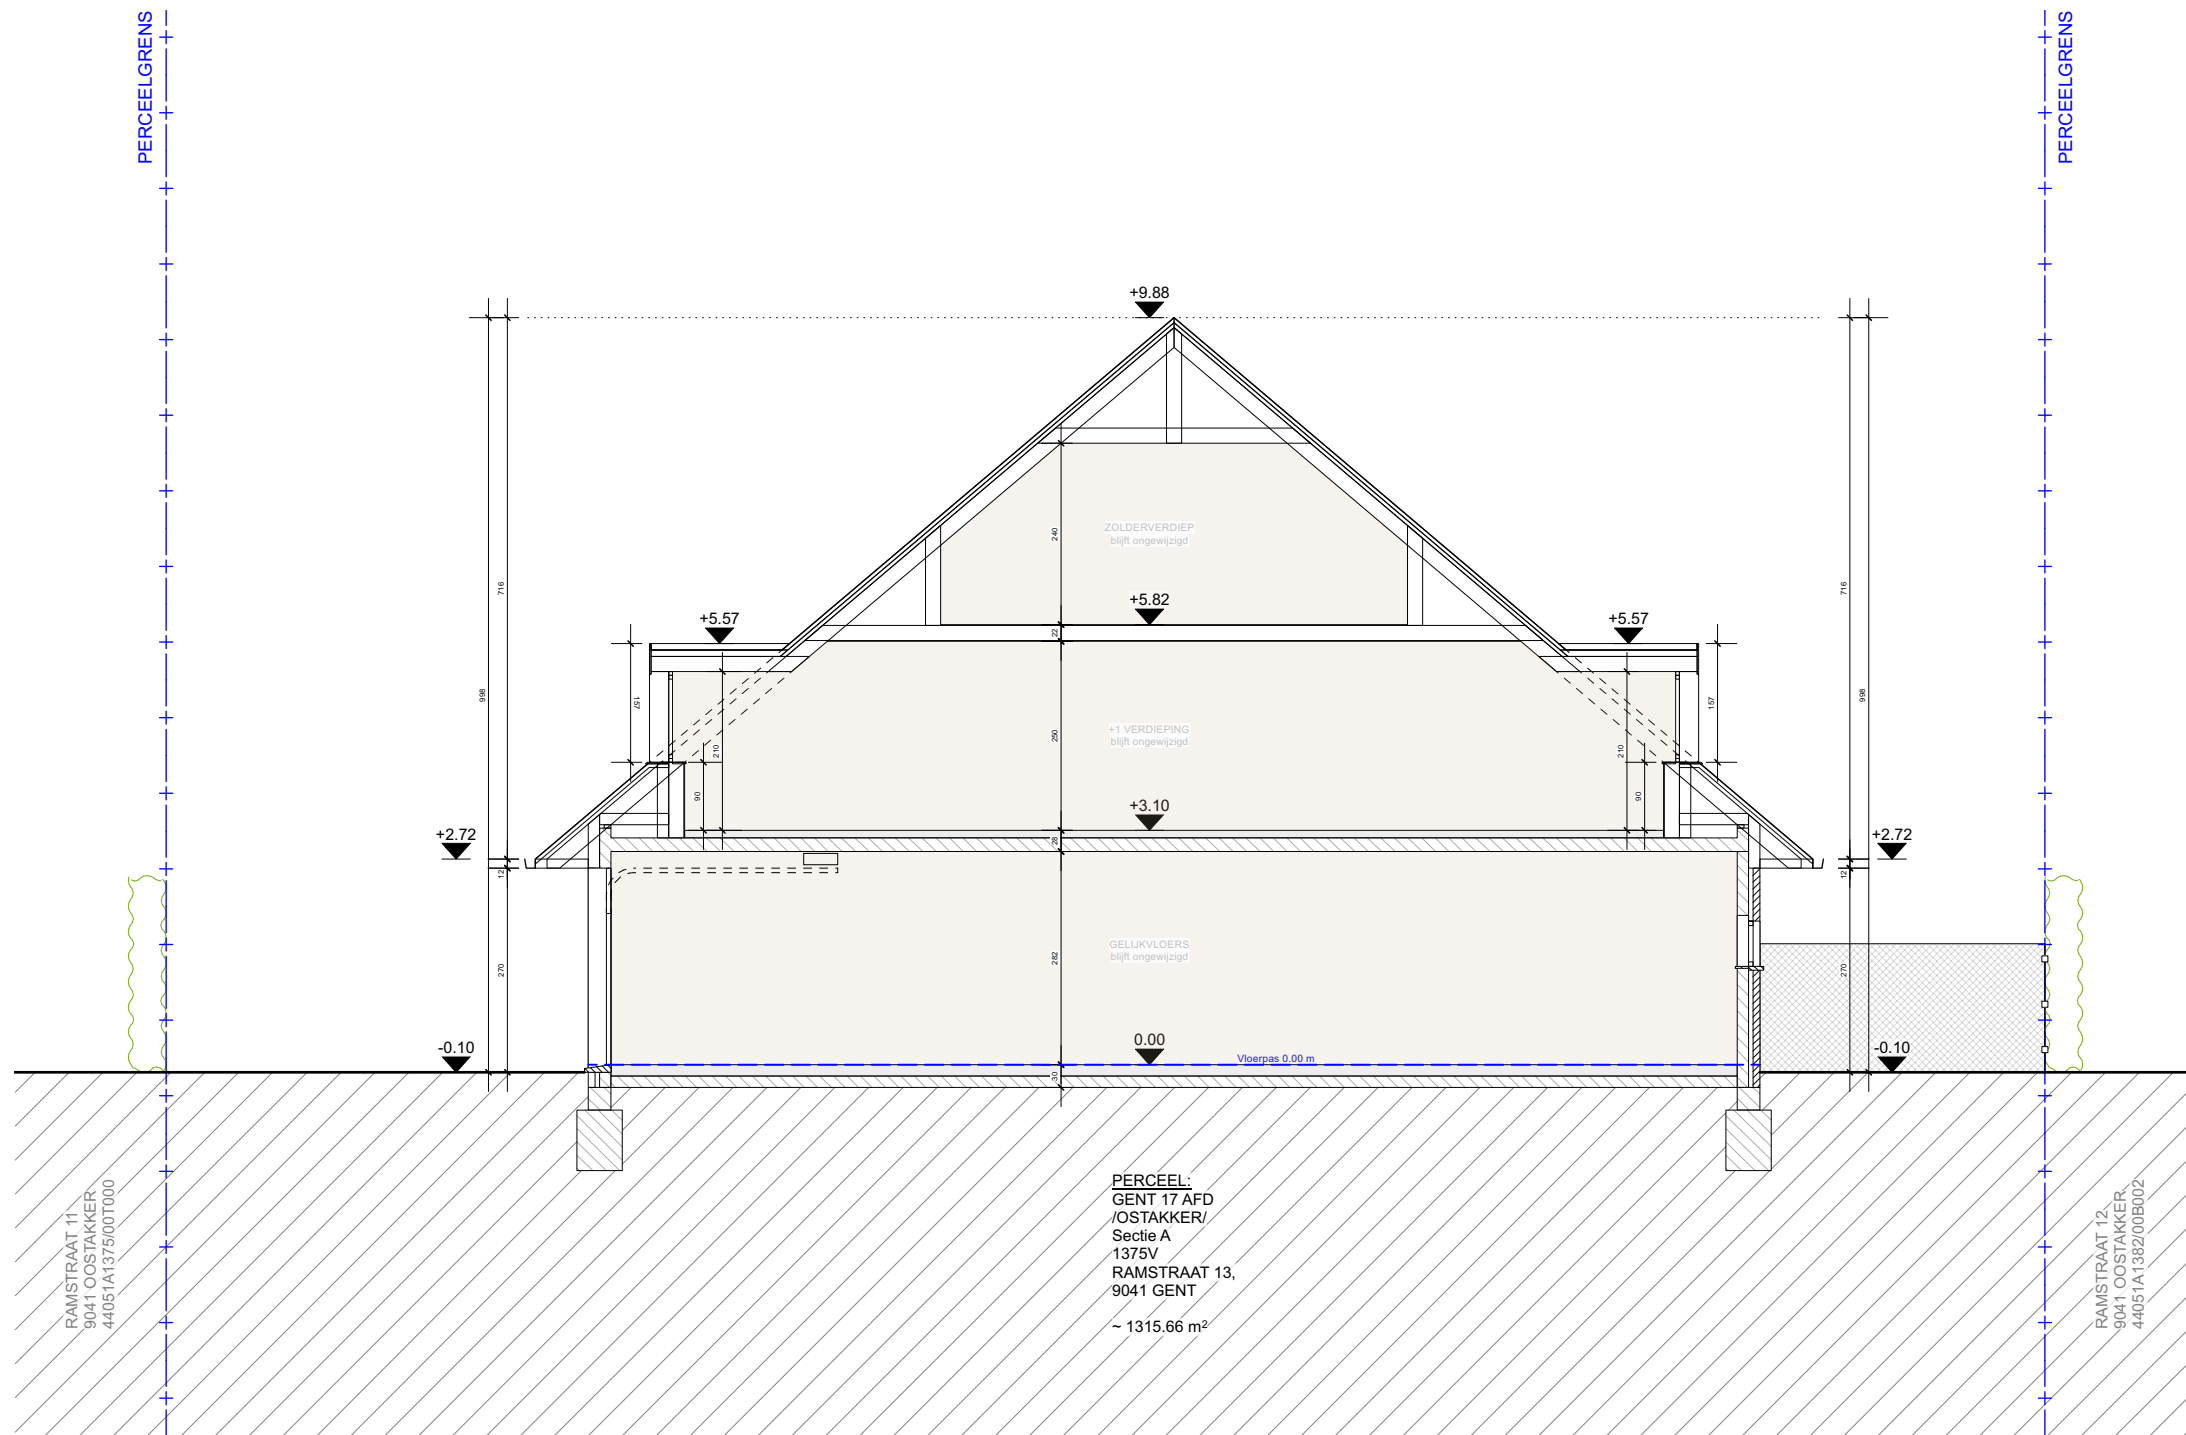 PERCEELGRENS
PERCEELGRENS
+9.88
716
998
240
ZOLDERVERDIEP
blijft ongewijzigd
716
998
+5.57
+5.82
+5.57
22
157
210
90
250
+1 VERDIEPING
blijft ongewijzigd
210
90
157
+2.72
+3.10
+2.72
28
12
12
270
282
GELIJKVLOERS
blijft ongewijzigd
270
-0.10
0.00
Vloerpas 0.00 m
-0.10
30
RAMSTRAAT 11
9041 OOSTAKKER
44051A1375/00T000
PERCEEL:
GENT 17 AFD
/OSTAKKER/
Sectie A
1375V
RAMSTRAAT 13,
9041 GENT
~ 1315.66 m²
RAMSTRAAT 12
9041 OOSTAKKER
44051A1382/00B002